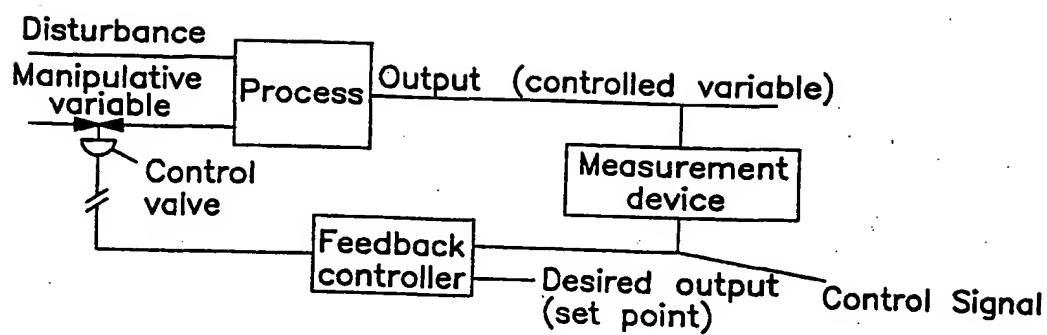 Disturbance
Manipulative
variable
Process
Output (controlled variable)
Control
valve
Measurement
device
Feedback
controller
Desired output
(set point)
Control Signal